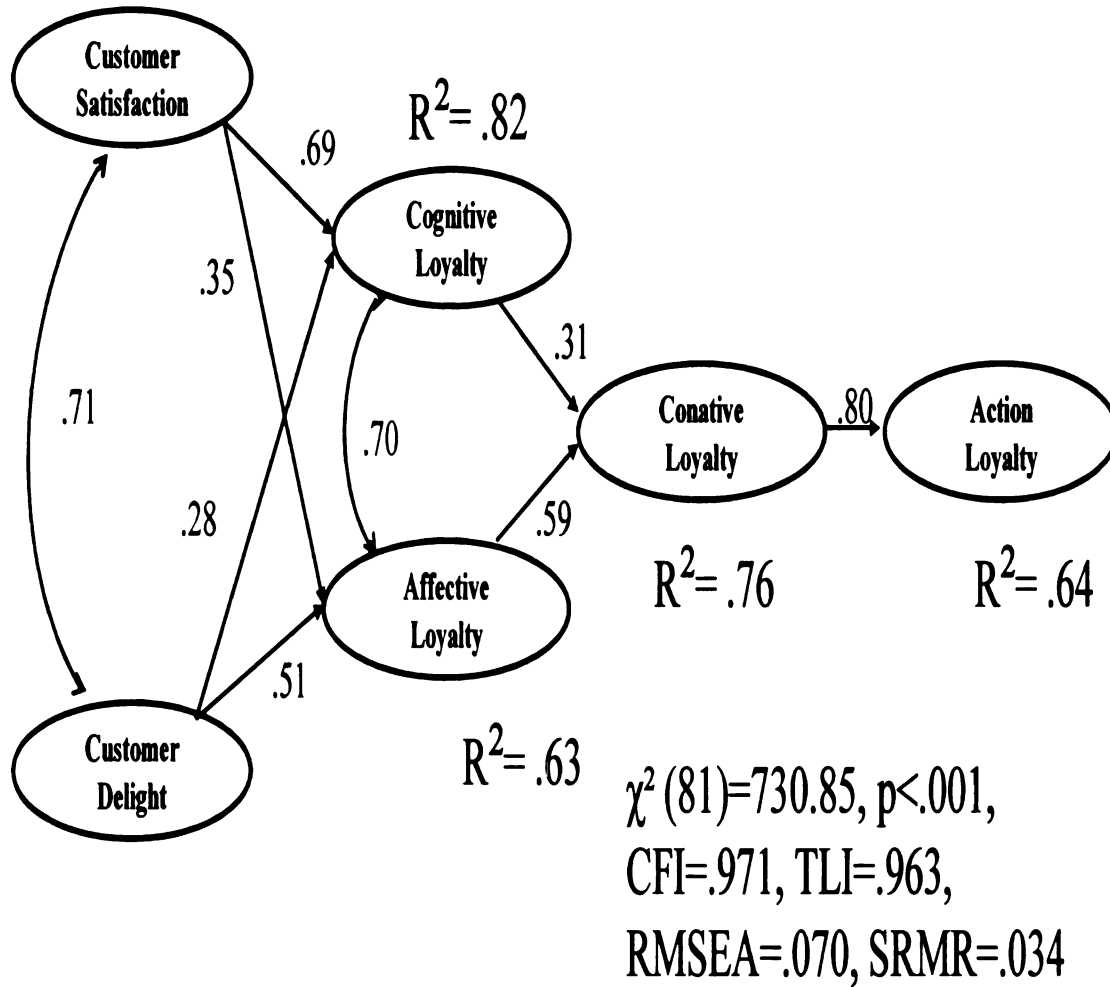 Customer
Satisfaction
R²= .82
.69
Cognitive
Loyalty
.35
.31
.71
.70
Conative
Loyalty
.80
Action
Loyalty
.28
.59
Affective
Loyalty
R²= .76
R²= .64
.51
Customer
Delight
R²= .63
χ² (81)=730.85, p<.001,
CFI=.971, TLI=.963,
RMSEA=.070, SRMR=.034